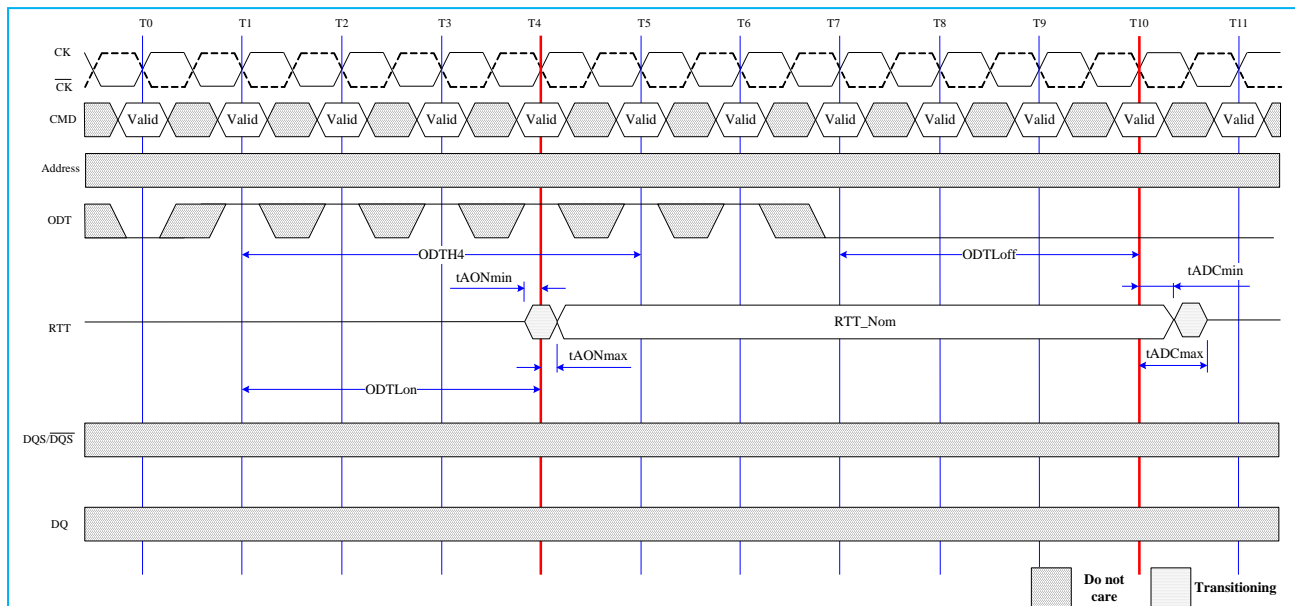 T0 T1 T2 T3 T4 T5 T6 T7 T8 T9 T10 T11
CK
CK
CMD Valid Valid Valid Valid Valid Valid Valid Valid Valid Valid Valid Valid
Address
ODT
ODTH4 ODTLoff
tAONmin tADCmin
RTT RTT_Nom
tAONmax tADCmax
ODTLon
DQS/DQS
DQ
Do not
care
Transitioning